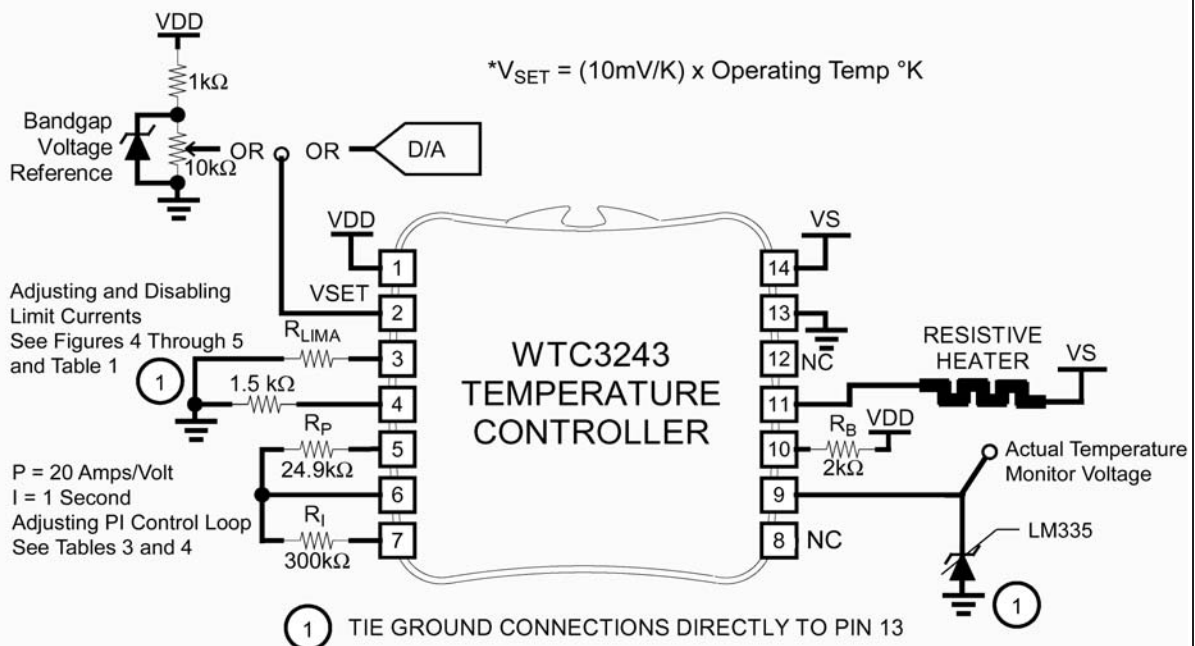 VDD
1kΩ
Bandgap
Voltage
Reference
10kΩ
OR OR
D/A
*VSET = (10mV/K) x Operating Temp °K
VDD
VSET
Adjusting and Disabling
Limit Currents
See Figures 4 Through 5
and Table 1
1
RLIMA
1.5 kΩ
RP
24.9kΩ
P = 20 Amps/Volt
I = 1 Second
Adjusting PI Control Loop
See Tables 3 and 4
RI
300kΩ
1
2
3
4
5
6
7
WTC3243
TEMPERATURE
CONTROLLER
14
13
12
11
10
9
8
VS
NC
RESISTIVE
HEATER
VS
RB
VDD
2kΩ
Actual Temperature
Monitor Voltage
NC
LM335
1
1 TIE GROUND CONNECTIONS DIRECTLY TO PIN 13